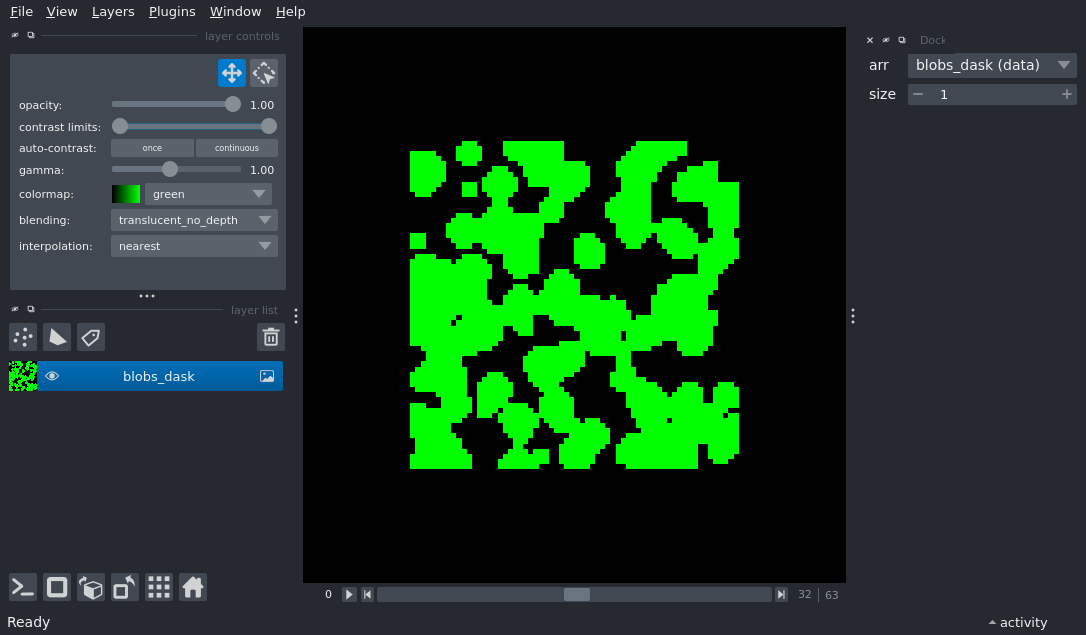 File View Layers Plugins Window Help
layer controls
opacity: 1.00
contrast limits:
auto-contrast: once continuous
gamma: 1.00
colormap: green
blending: translucent_no_depth
interpolation: nearest
layer list
blobs_dask
0 32 63
Ready
Dock
arr blobs_dask (data)
size 1
activity